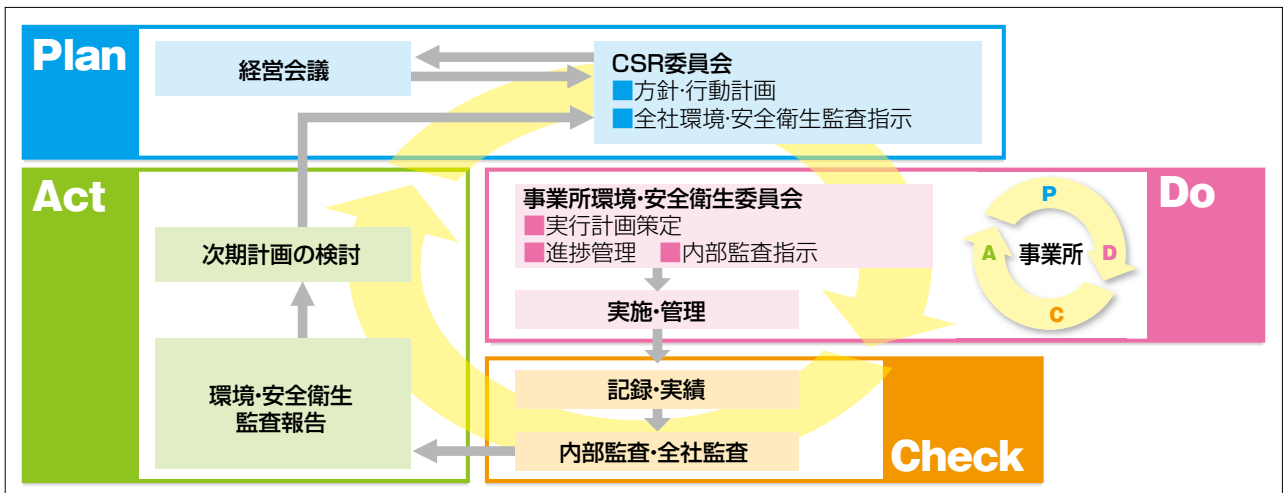 Plan
経営会議
CSR委員会
■方針・行動計画
■全社環境・安全衛生監査指示
Act
次期計画の検討
環境・安全衛生
監査報告
Do
事業所環境・安全衛生委員会
■実行計画策定
■進捗管理 ■内部監査指示
実施・管理
P
A 事業所 D
C
記録・実績
内部監査・全社監査
Check